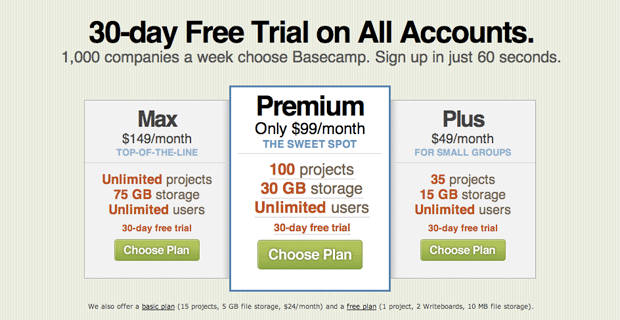 30-day Free Trial on All Accounts.
1,000 companies a week choose Basecamp. Sign up in just 60 seconds.
Max
$149/month
TOP-OF-THE-LINE
Unlimited projects
75 GB storage
Unlimited users
30-day free trial
Choose Plan
Premium
Only $99/month
THE SWEET SPOT
100 projects
30 GB storage
Unlimited users
30-day free trial
Choose Plan
Plus
$49/month
FOR SMALL GROUPS
35 projects
15 GB storage
Unlimited users
30-day free trial
Choose Plan
We also offer a basic plan (15 projects, 5 GB file storage, $24/month) and a free plan (1 project, 2 Writeboards, 10 MB file storage).